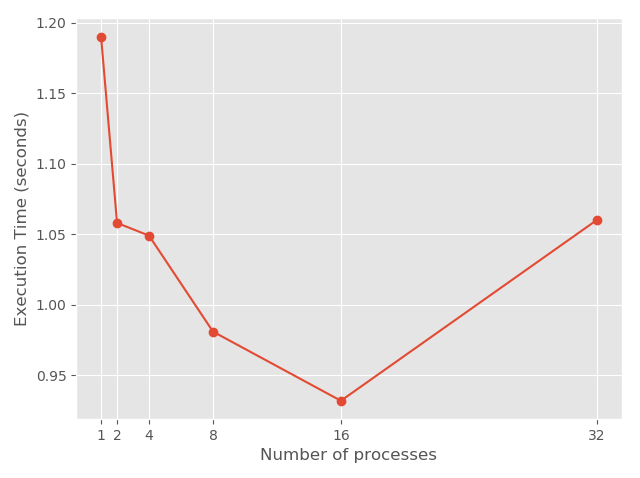 1.20
1.15
1.10
1.05
1.00
0.95
Execution Time (seconds)
1 2 4 8 16 32
Number of processes